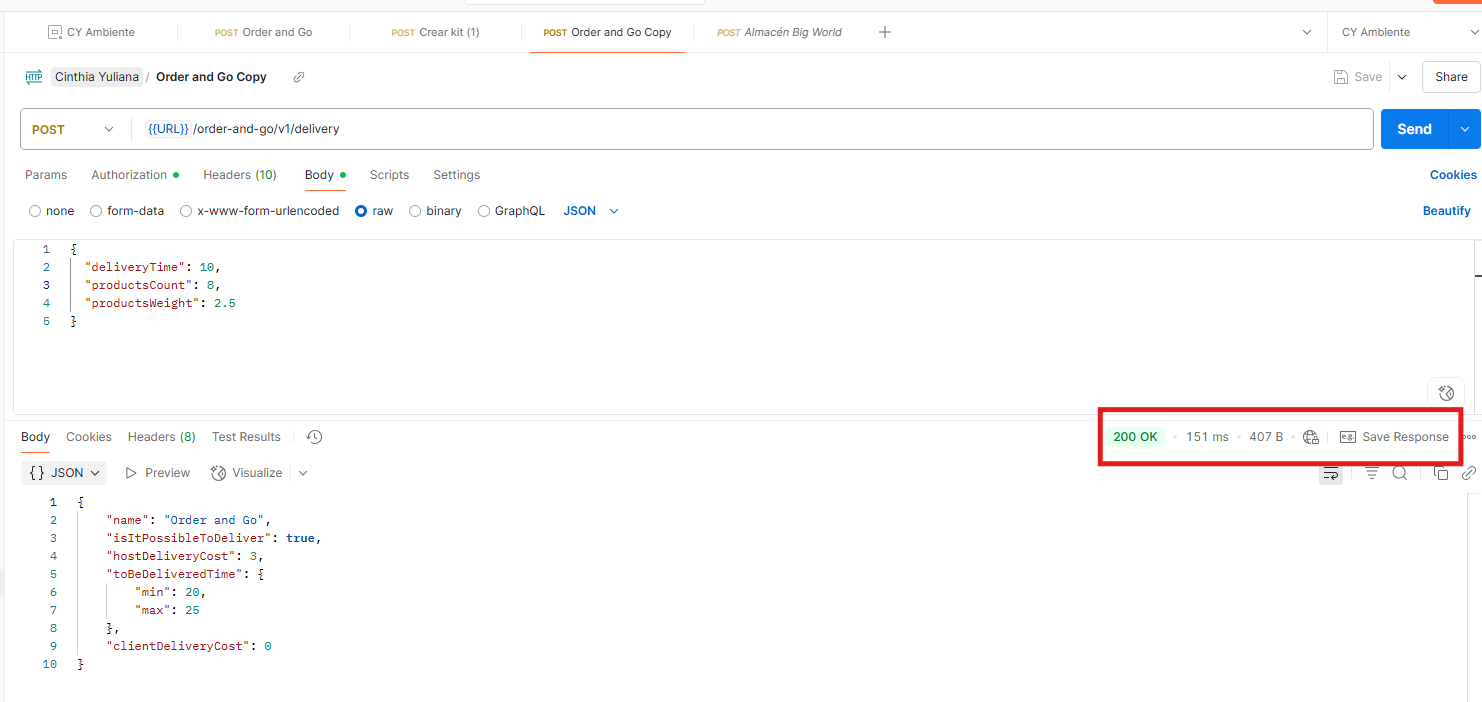 CY Ambiente POST Order and Go POST Crear kit (1) POST Order and Go Copy POST Almacén Big World CY Ambiente
HTTP Cinthia Yuliana / Order and Go Copy Save Share
POST {{URL}} /order-and-go/v1/delivery Send
Params Authorization Headers (10) Body Scripts Settings Cookies
none form-data x-www-form-urlencoded raw binary GraphQL JSON Beautify
1 {
2 "deliveryTime": 10,
3 "productsCount": 8,
4 "productsWeight": 2.5
5 }
Body Cookies Headers (8) Test Results 200 OK 151 ms 407 B e.g. Save Response
{} JSON Preview Visualize
1 {
2 "name": "Order and Go",
3 "isItPossibleToDeliver": true,
4 "hostDeliveryCost": 3,
5 "toBeDeliveredTime": {
6 "min": 20,
7 "max": 25
8 },
9 "clientDeliveryCost": 0
10 }